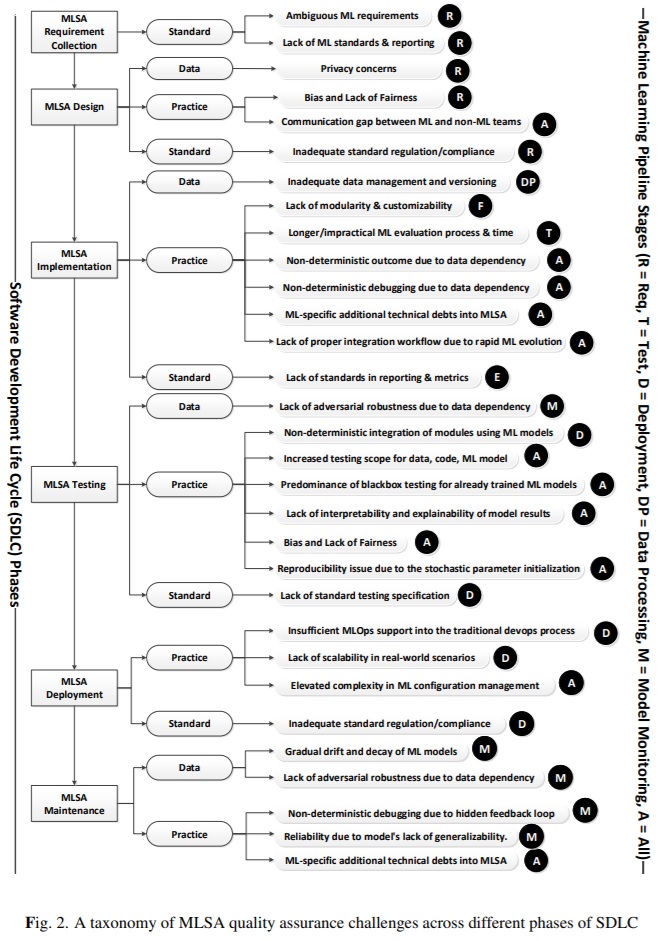 MLSA
Requirement
Collection
Standard
Ambiguous ML requirements
R
Lack of ML standards & reporting
R
MLSA Design
Data
Privacy concerns
R
Practice
Bias and Lack of Fairness
R
Communication gap between ML and non-ML teams
A
Standard
Inadequate standard regulation/compliance
R
MLSA
Implementation
Data
Inadequate data management and versioning
DP
Practice
Lack of modularity & customizability
F
Longer/impractical ML evaluation process & time
T
Non-deterministic outcome due to data dependency
A
Non-deterministic debugging due to data dependency
A
ML-specific additional technical debts into MLSA
A
Lack of proper integration workflow due to rapid ML evolution
A
Standard
Lack of standards in reporting & metrics
E
MLSA Testing
Data
Lack of adversarial robustness due to data dependency
M
Practice
Non-deterministic integration of modules using ML models
D
Increased testing scope for data, code, ML model
A
Predominance of blackbox testing for already trained ML models
A
Lack of interpretability and explainability of model results
A
Bias and Lack of Fairness
A
Reproducibility issue due to the stochastic parameter initialization
A
Standard
Lack of standard testing specification
D
MLSA
Deployment
Practice
Insufficient MLOps support into the traditional devops process
D
Lack of scalability in real-world scenarios
D
Elevated complexity in ML configuration management
A
Standard
Inadequate standard regulation/compliance
D
MLSA
Maintenance
Data
Gradual drift and decay of ML models
M
Lack of adversarial robustness due to data dependency
M
Practice
Non-deterministic debugging due to hidden feedback loop
M
Reliability due to model's lack of generalizability.
M
ML-specific additional technical debts into MLSA
A
Software Development Life Cycle (SDLC) Phases
Machine Learning Pipeline Stages (R = Req, T = Test, D = Deployment, DP = Data Processing, M = Model Monitoring, A = All)
Fig. 2. A taxonomy of MLSA quality assurance challenges across different phases of SDLC